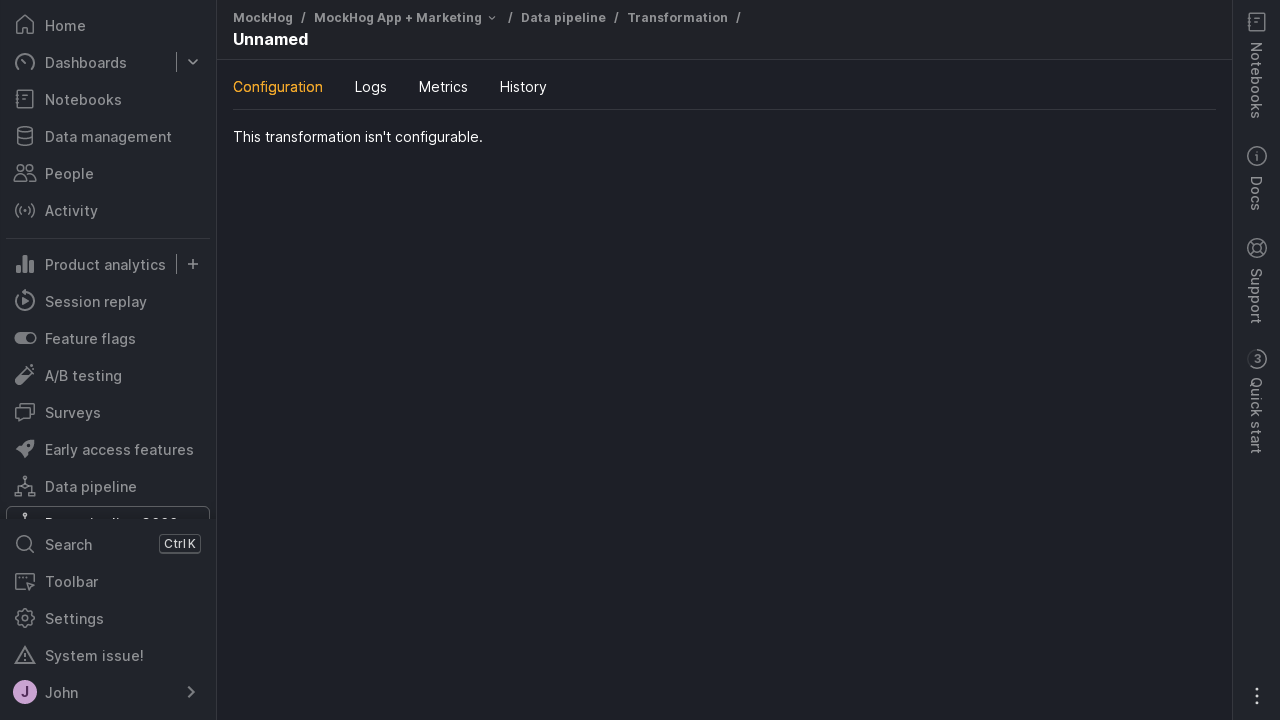 Home
Dashboards
Notebooks
Data management
People
Activity
Product analytics
Session replay
Feature flags
A/B testing
Surveys
Early access features
Data pipeline
Search
Ctrl K
Toolbar
Settings
System issue!
J
John
MockHog / MockHog App + Marketing / Data pipeline / Transformation /
Unnamed
Configuration Logs Metrics History
This transformation isn't configurable.
Notebooks
Docs
Support
3
Quick start